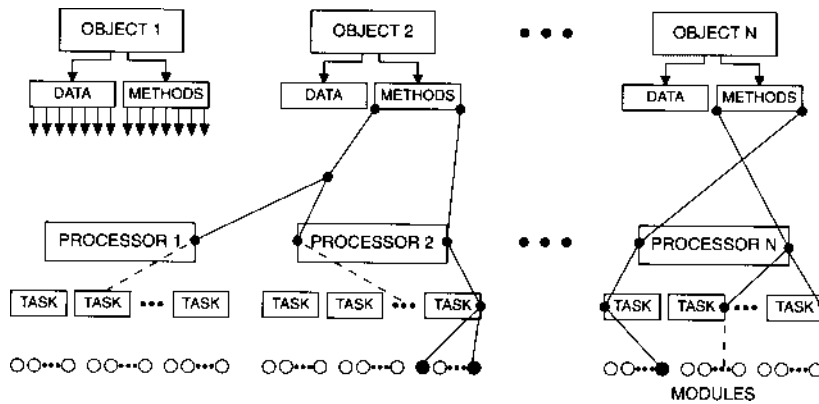 OBJECT 1
OBJECT 2
OBJECT N
DATA
METHODS
DATA
METHODS
DATA
METHODS
PROCESSOR 1
PROCESSOR 2
PROCESSOR N
TASK
TASK
TASK
TASK
TASK
TASK
TASK
TASK
TASK
MODULES